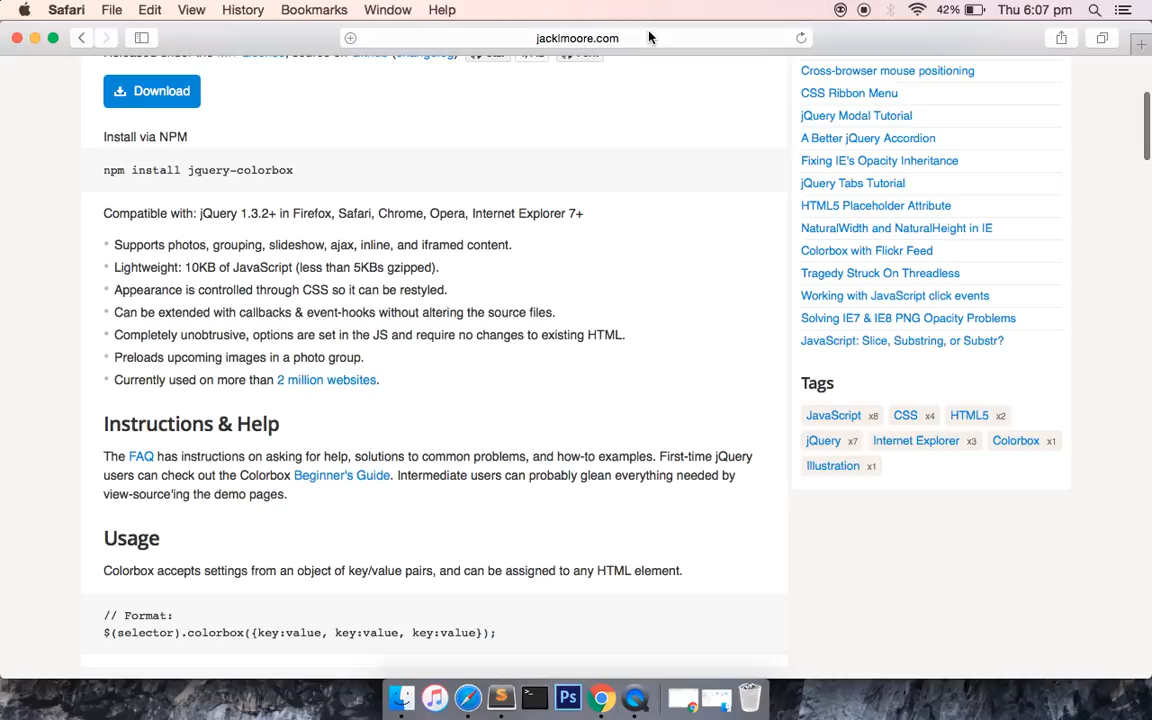 Safari File Edit View History Bookmarks Window Help 42% Thu 6:07 pm
jacklmoore.com
Download
Install via NPM
npm install jquery-colorbox
Compatible with: jQuery 1.3.2+ in Firefox, Safari, Chrome, Opera, Internet Explorer 7+
Supports photos, grouping, slideshow, ajax, inline, and iframed content.
Lightweight: 10KB of JavaScript (less than 5KBs gzipped).
Appearance is controlled through CSS so it can be restyled.
Can be extended with callbacks & event-hooks without altering the source files.
Completely unobtrusive, options are set in the JS and require no changes to existing HTML.
Preloads upcoming images in a photo group.
Currently used on more than 2 million websites.
Instructions & Help
The FAQ has instructions on asking for help, solutions to common problems, and how-to examples. First-time jQuery
users can check out the Colorbox Beginner's Guide. Intermediate users can probably glean everything needed by
view-source'ing the demo pages.
Usage
Colorbox accepts settings from an object of key/value pairs, and can be assigned to any HTML element.
// Format:
$(selector).colorbox({key:value, key:value, key:value});
Cross-browser mouse positioning
CSS Ribbon Menu
jQuery Modal Tutorial
A Better jQuery Accordion
Fixing IE's Opacity Inheritance
jQuery Tabs Tutorial
HTML5 Placeholder Attribute
NaturalWidth and NaturalHeight in IE
Colorbox with Flickr Feed
Tragedy Struck On Threadless
Working with JavaScript click events
Solving IE7 & IE8 PNG Opacity Problems
JavaScript: Slice, Substring, or Substr?
Tags
JavaScript x8 CSS x4 HTML5 x2
jQuery x7 Internet Explorer x3 Colorbox x1
Illustration x1
Ps